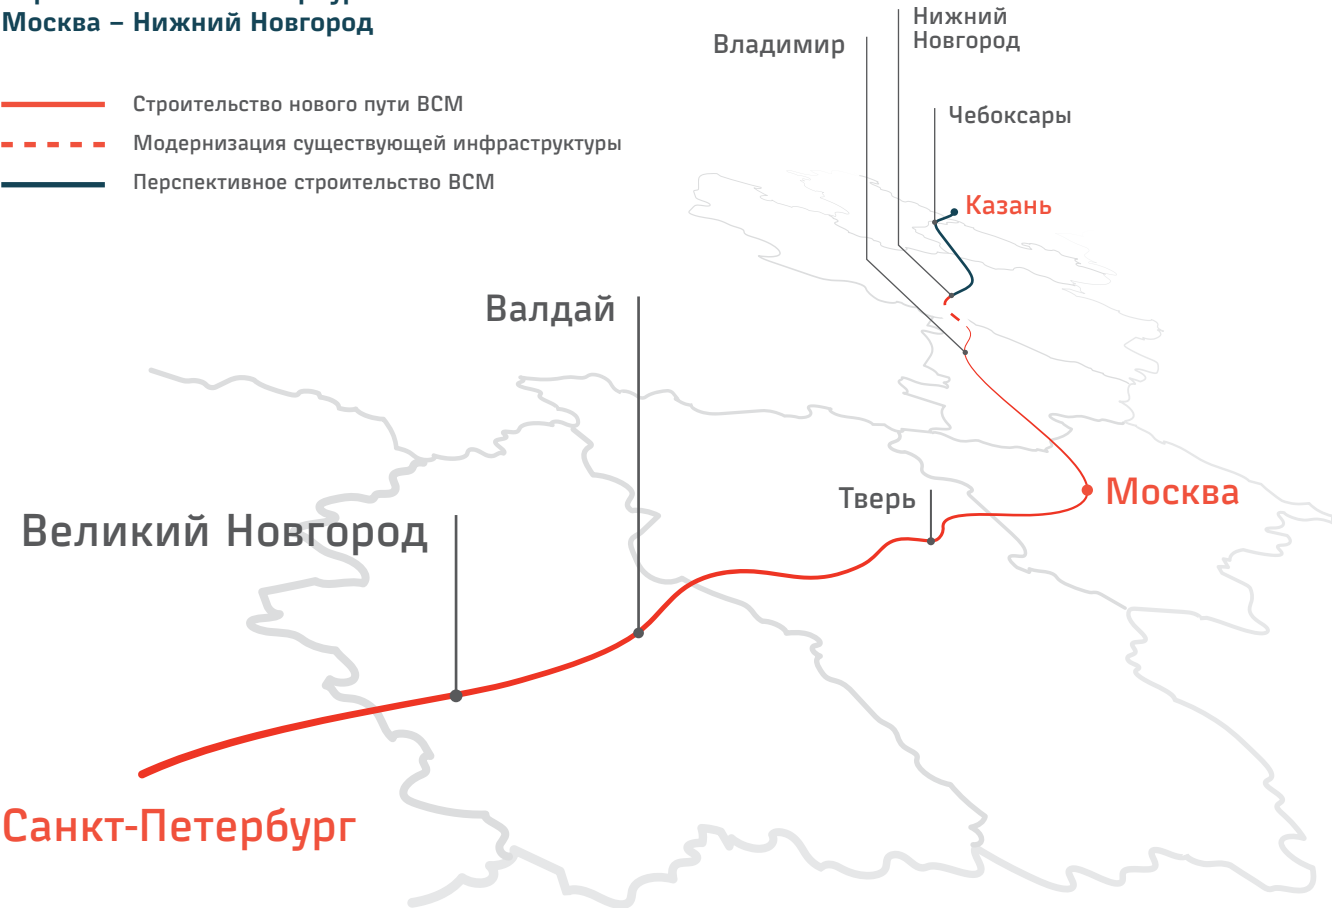 Москва – Нижний Новгород
Строительство нового пути ВСМ
Модернизация существующей инфраструктуры
Перспективное строительство ВСМ
Нижний
Новгород
Владимир
Чебоксары
Казань
Валдай
Москва
Тверь
Великий Новгород
Санкт-Петербург